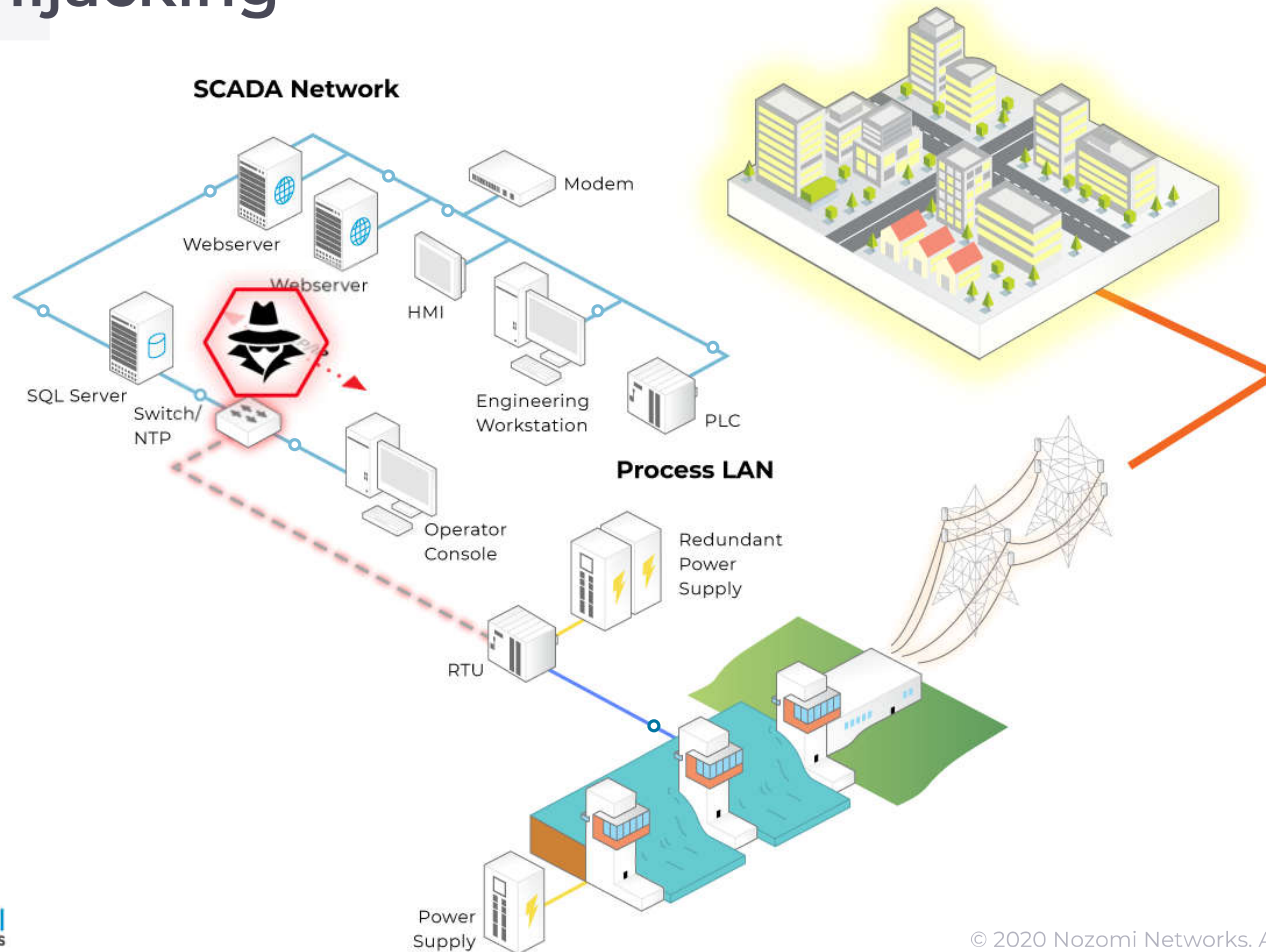 SCADA Network
Modem
Webserver
Webserver
HMI
SQL Server
Switch/
NTP
Engineering
Workstation
PLC
Process LAN
Operator
Console
Redundant
Power
Supply
RTU
Power
Supply
© 2020 Nozomi Networks. A